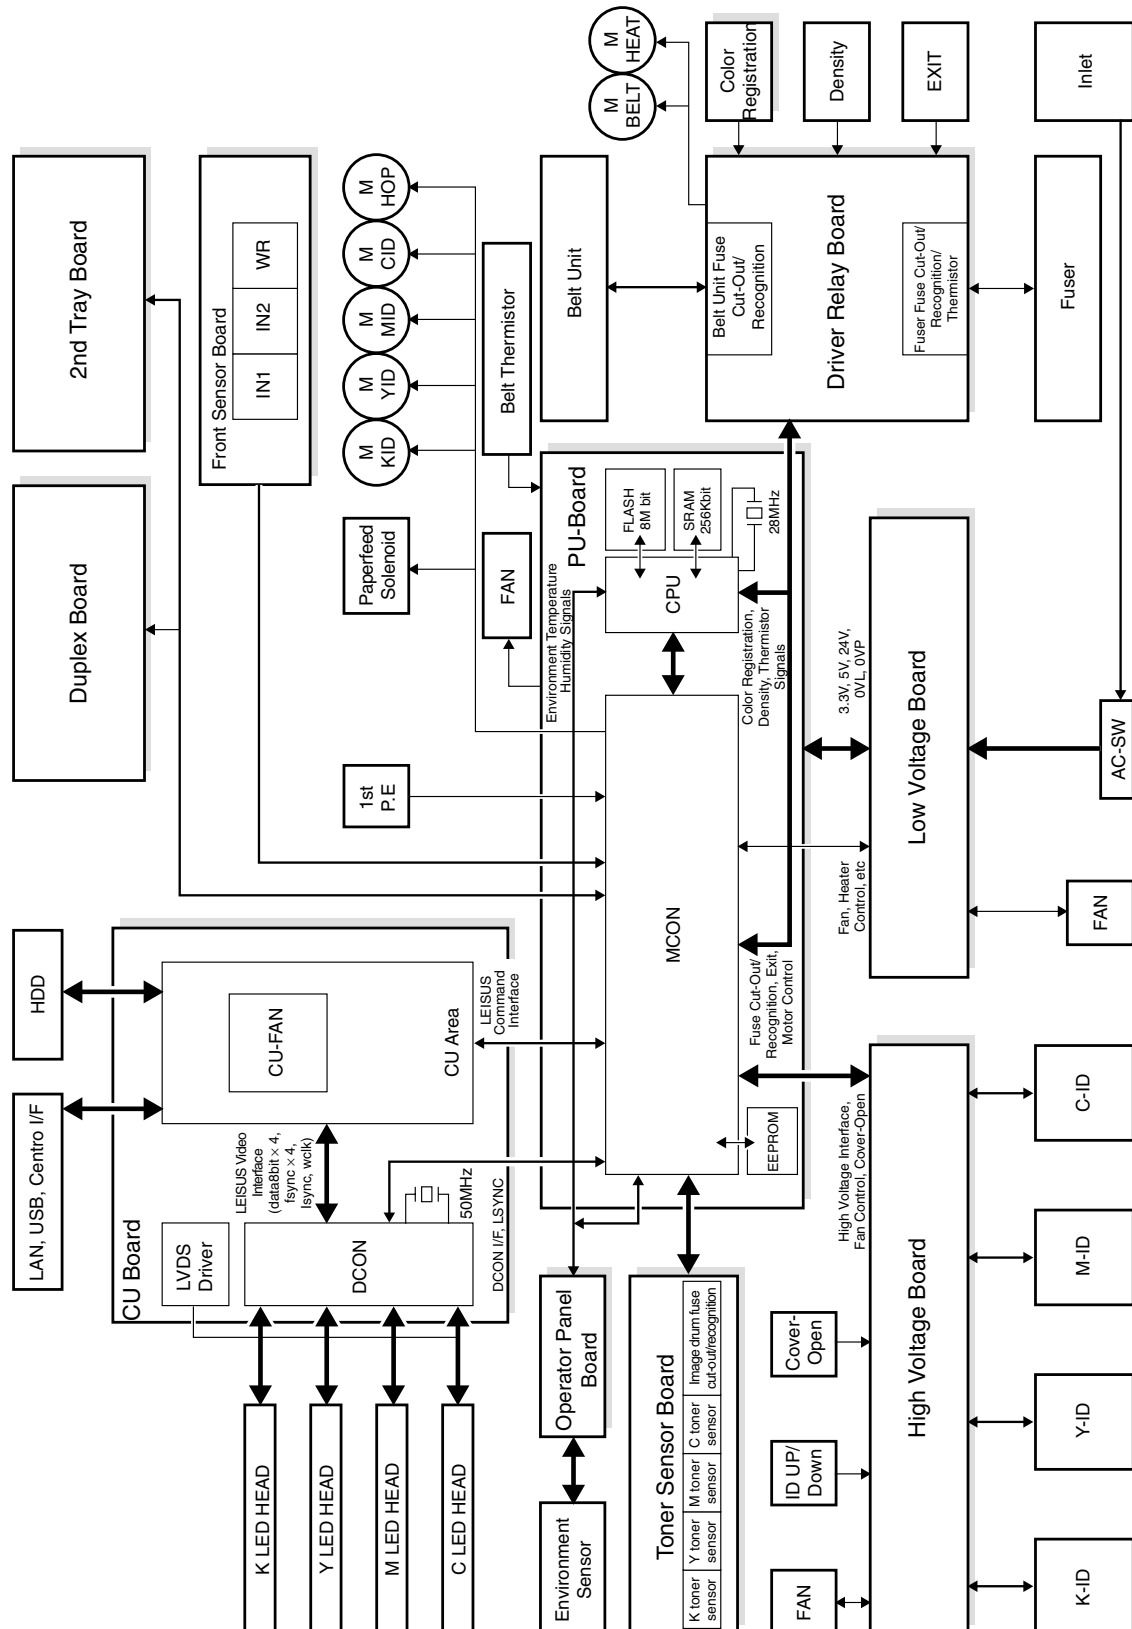 LAN, USB, Centro I/F
HDD
Duplex Board
2nd Tray Board
CU Board
LVDS
Driver
DCON
50MHz
DCON I/F, LSYNC
LEISUS Video
Interface
(data8bit × 4,
fsync × 4,
lsync, wclk)
CU-FAN
CU Area
LEISUS
Command
Interface
Front Sensor Board
IN1
IN2
WR
K LED HEAD
Y LED HEAD
M LED HEAD
C LED HEAD
1st
P.E
Paperfeed
Solenoid
M
KID
M
YID
M
MID
M
CID
M
HOP
FAN
Belt Thermistor
Environment
Sensor
Operator Panel
Board
Environment Temperature
Humidity Signals
PU-Board
MCON
CPU
FLASH
8M bit
SRAM
256Kbit
28MHz
EEPROM
Fuse Cut-Out/
Recognition, Exit,
Motor Control
Color Registration,
Density, Thermistor
Signals
Belt Unit
M
BELT
M
HEAT
Toner Sensor Board
K toner
sensor
Y toner
sensor
M toner
sensor
C toner
sensor
Image drum fuse
cut-out/recognition
Driver Relay Board
Belt Unit Fuse
Cut-Out/
Recognition
Fuser Fuse Cut-Out/
Recognition/
Thermistor
Color
Registration
Density
EXIT
FAN
ID UP/
Down
Cover-
Open
High Voltage Interface,
Fan Control, Cover-Open
Fan, Heater
Control, etc
3.3V, 5V, 24V,
0VL, 0VP
High Voltage Board
Low Voltage Board
K-ID
Y-ID
M-ID
C-ID
FAN
AC-SW
Fuser
Inlet